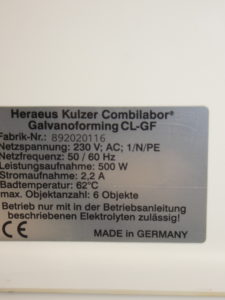 Heraeus Kulzer Combilabor®
Galvanoforming CL-GF
Fabrik-Nr.: 892020116
Netzspannung: 230 V; AC; 1/N/PE
Netzfrequenz: 50 / 60 Hz
Leistungsaufnahme: 500 W
Stromaufnahme: 2,2 A
Badtemperatur: 62°C
max. Objektanzahl: 6 Objekte
Betrieb nur mit in der Betriebsanleitung
beschriebenen Elektrolyten zulässig!
CE MADE IN GERMANY